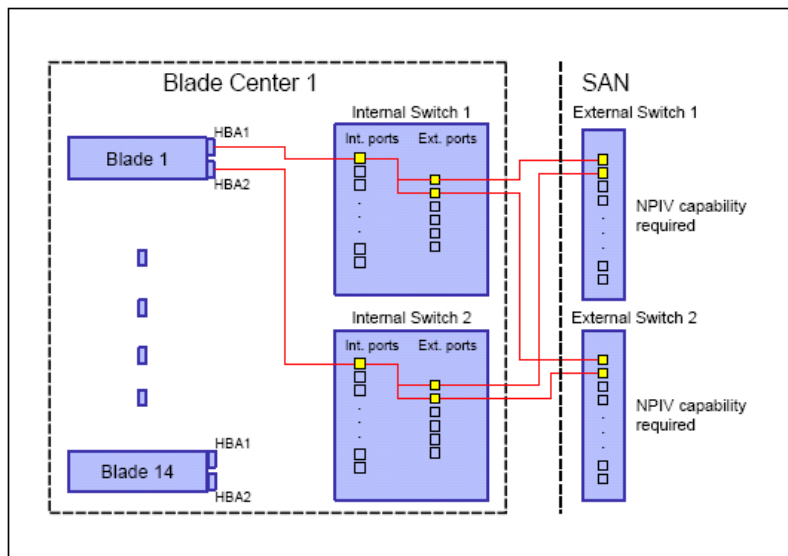 Blade Center 1
SAN
Internal Switch 1
External Switch 1
HBA1
Int. ports
Ext. ports
Blade 1
HBA2
NPIV capability
required
Internal Switch 2
External Switch 2
Int. ports
Ext. ports
NPIV capability
required
HBA1
Blade 14
HBA2